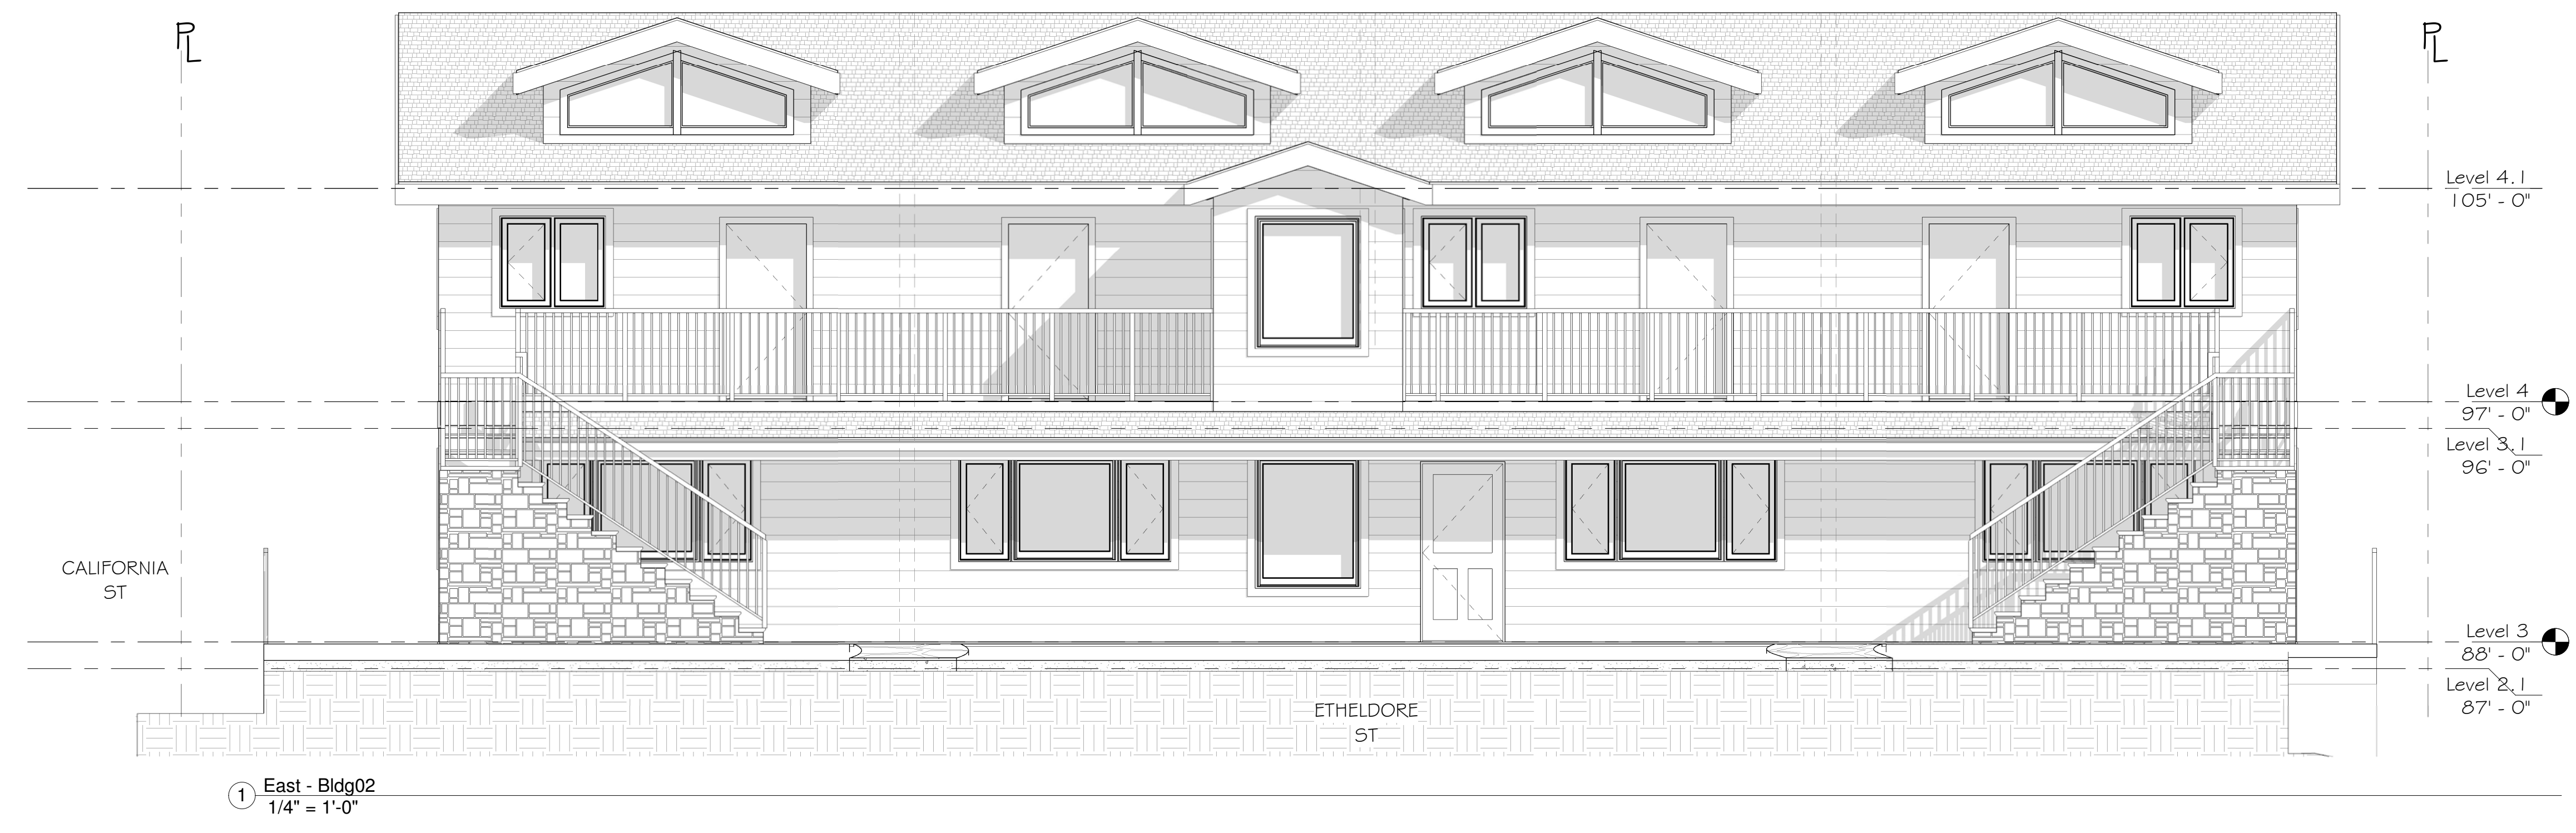 PL
PL
Level 4.1
105' - 0"
Level 4
97' - 0"
Level 3.1
96' - 0"
CALIFORNIA
ST
Level 3
88' - 0"
Level 2.1
87' - 0"
ETHELDORE
ST
1 East - Bldg02
1/4" = 1'-0"